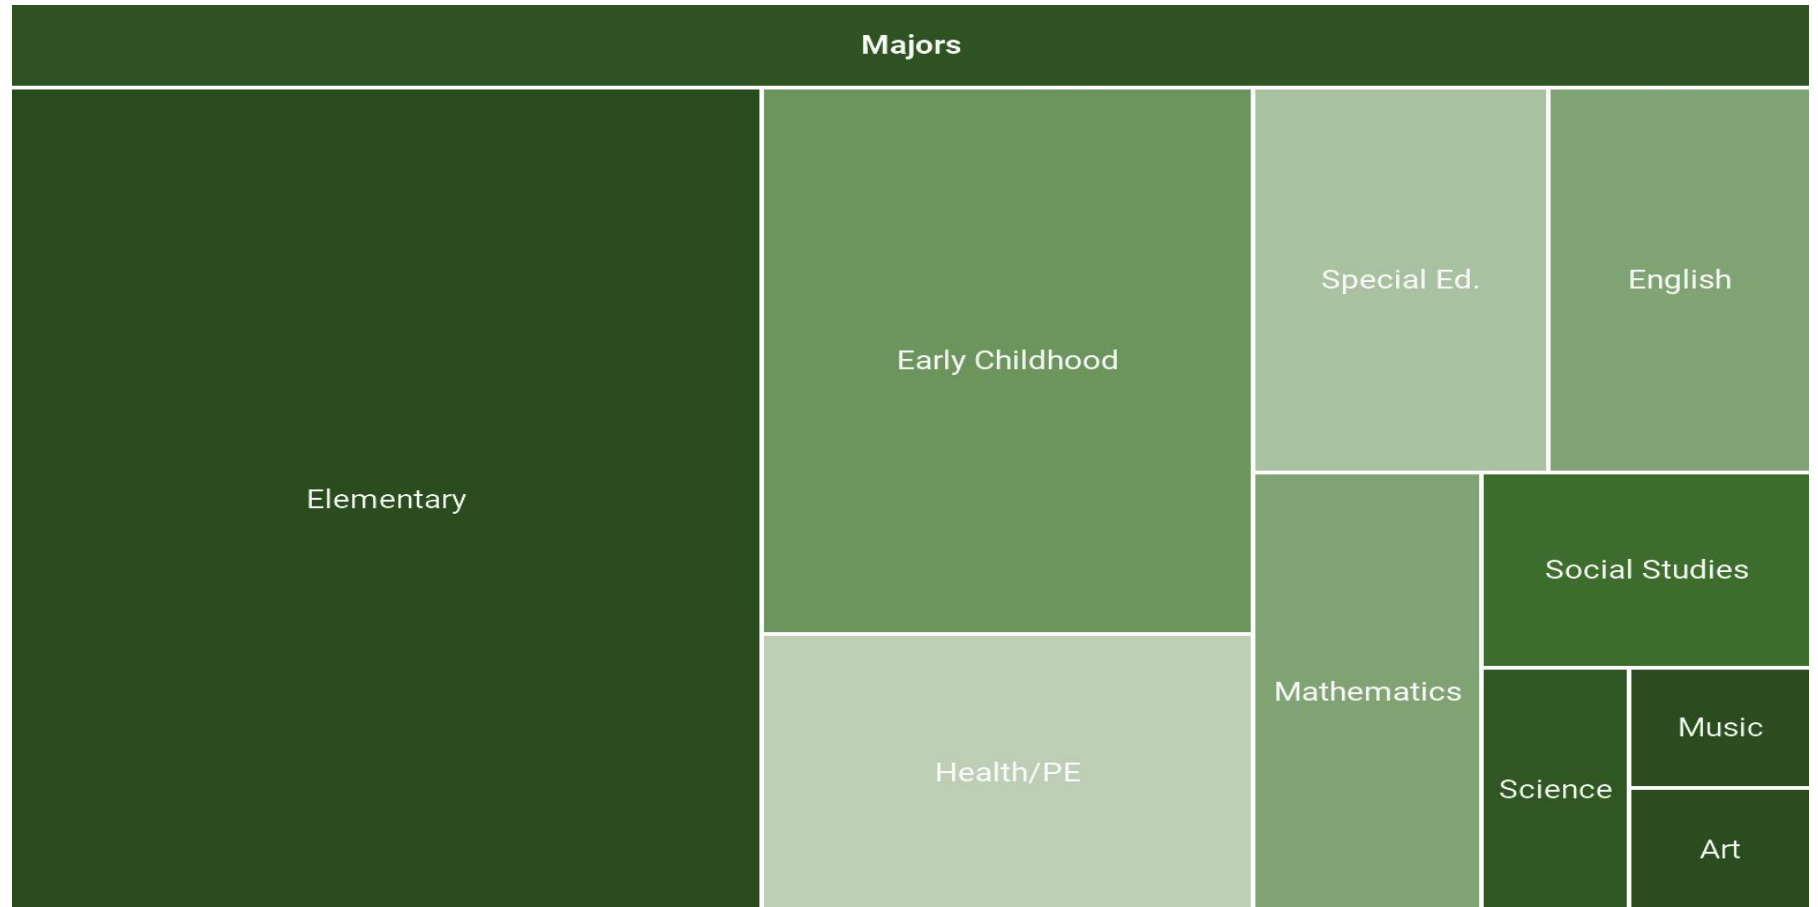 Majors
Elementary
Early Childhood
Health/PE
Special Ed.
English
Mathematics
Social Studies
Science
Music
Art